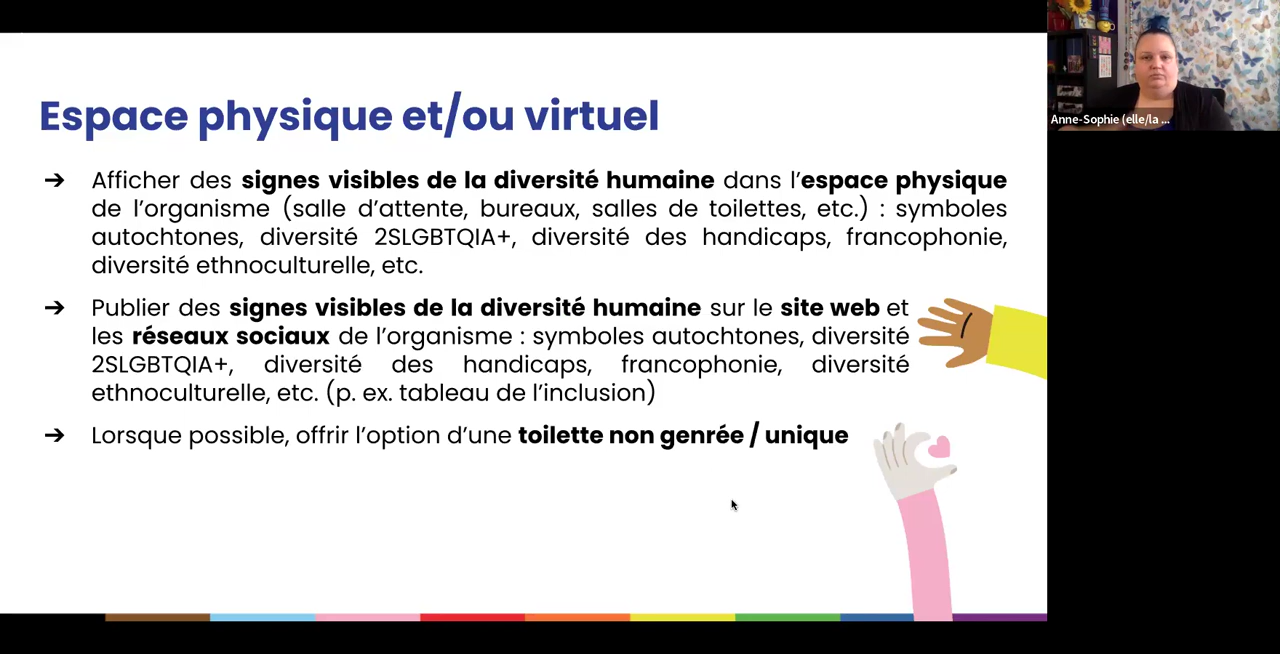 Espace physique et/ou virtuel
➔ Afficher des signes visibles de la diversité humaine dans l’espace physique
de l’organisme (salle d’attente, bureaux, salles de toilettes, etc.) : symboles
autochtones, diversité 2SLGBTQIA+, diversité des handicaps, francophonie,
diversité ethnoculturelle, etc.
➔ Publier des signes visibles de la diversité humaine sur le site web et
les réseaux sociaux de l’organisme : symboles autochtones, diversité
2SLGBTQIA+, diversité des handicaps, francophonie, diversité
ethnoculturelle, etc. (p. ex. tableau de l’inclusion)
➔ Lorsque possible, offrir l’option d’une toilette non genrée / unique
Anne-Sophie (elle/la ...